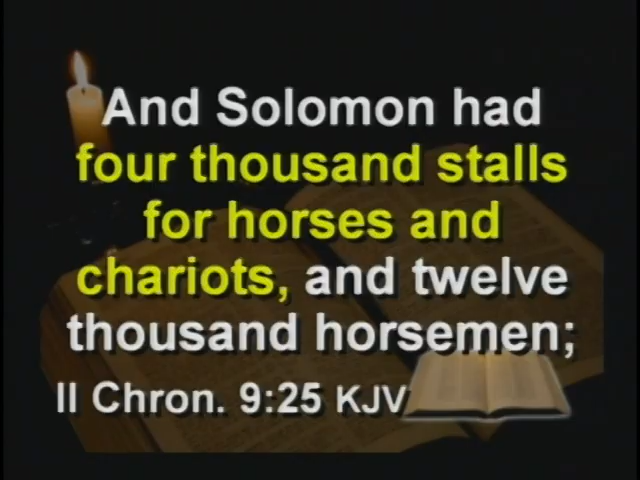 And Solomon had
four thousand stalls
for horses and
chariots, and twelve
thousand horsemen;
II Chron. 9:25 KJV